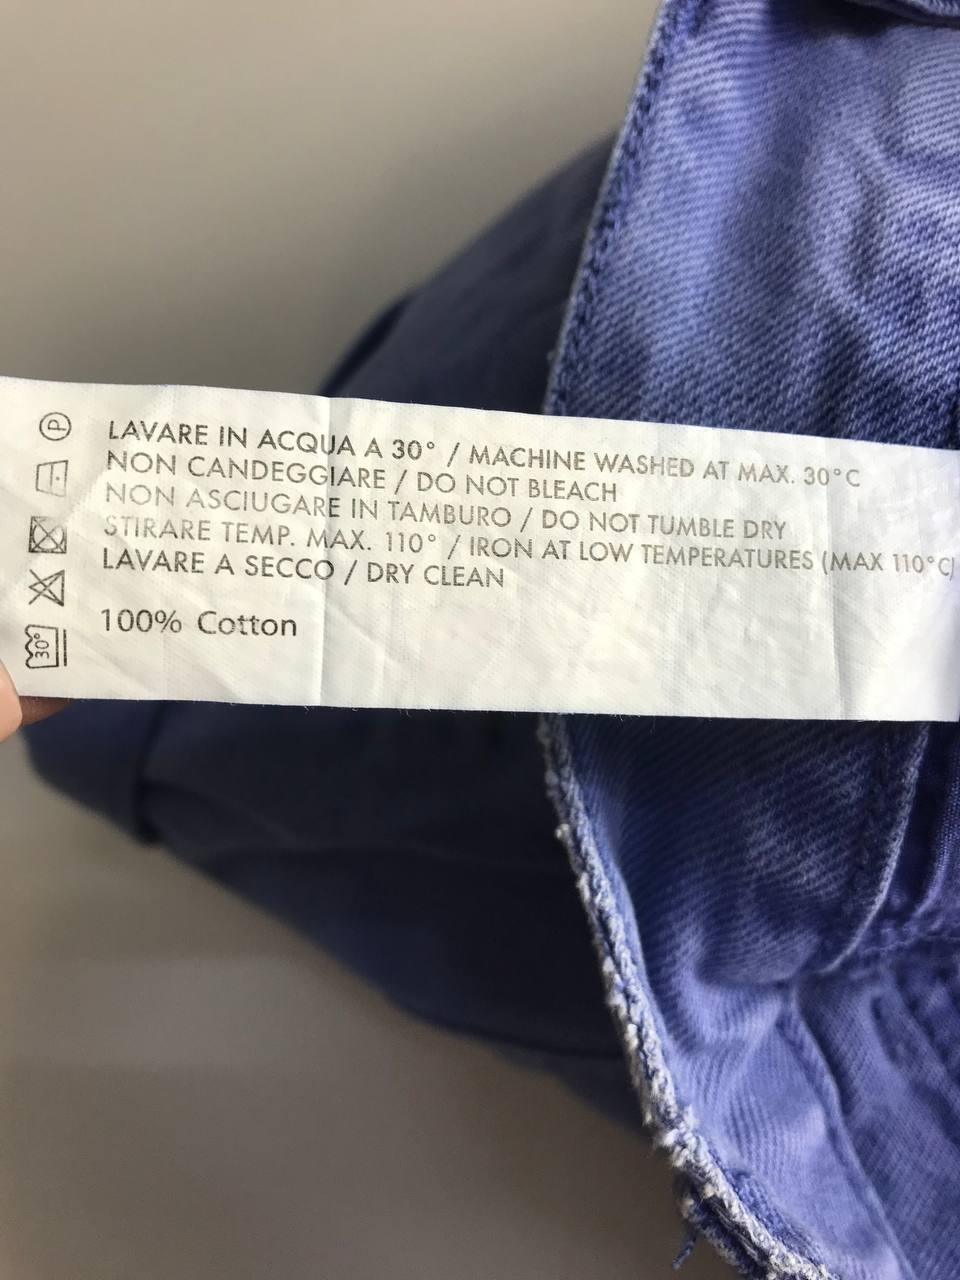 LAVARE IN ACQUA A 30° / MACHINE WASHED AT MAX. 30°C
NON CANDEGGIARE / DO NOT BLEACH
NON ASCIUGARE IN TAMBURO / DO NOT TUMBLE DRY
STIRARE TEMP. MAX. 110° / IRON AT LOW TEMPERATURES (MAX 110°C)
LAVARE A SECCO / DRY CLEAN
100% Cotton
P
30°